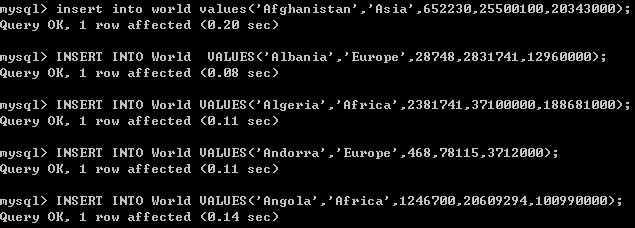 mysql> insert into world values('Afghanistan','Asia',652230,25500100,20343000);
Query OK, 1 row affected (0.20 sec)
mysql> INSERT INTO World  VALUES('Albania','Europe',28748,2831741,12960000);
Query OK, 1 row affected (0.08 sec)
mysql> INSERT INTO World VALUES('Algeria','Africa',2381741,37100000,188681000);
Query OK, 1 row affected (0.11 sec)
mysql> INSERT INTO World VALUES('Andorra','Europe',468,78115,3712000);
Query OK, 1 row affected (0.11 sec)
mysql> INSERT INTO World VALUES('Angola','Africa',1246700,20609294,100990000);
Query OK, 1 row affected (0.14 sec)